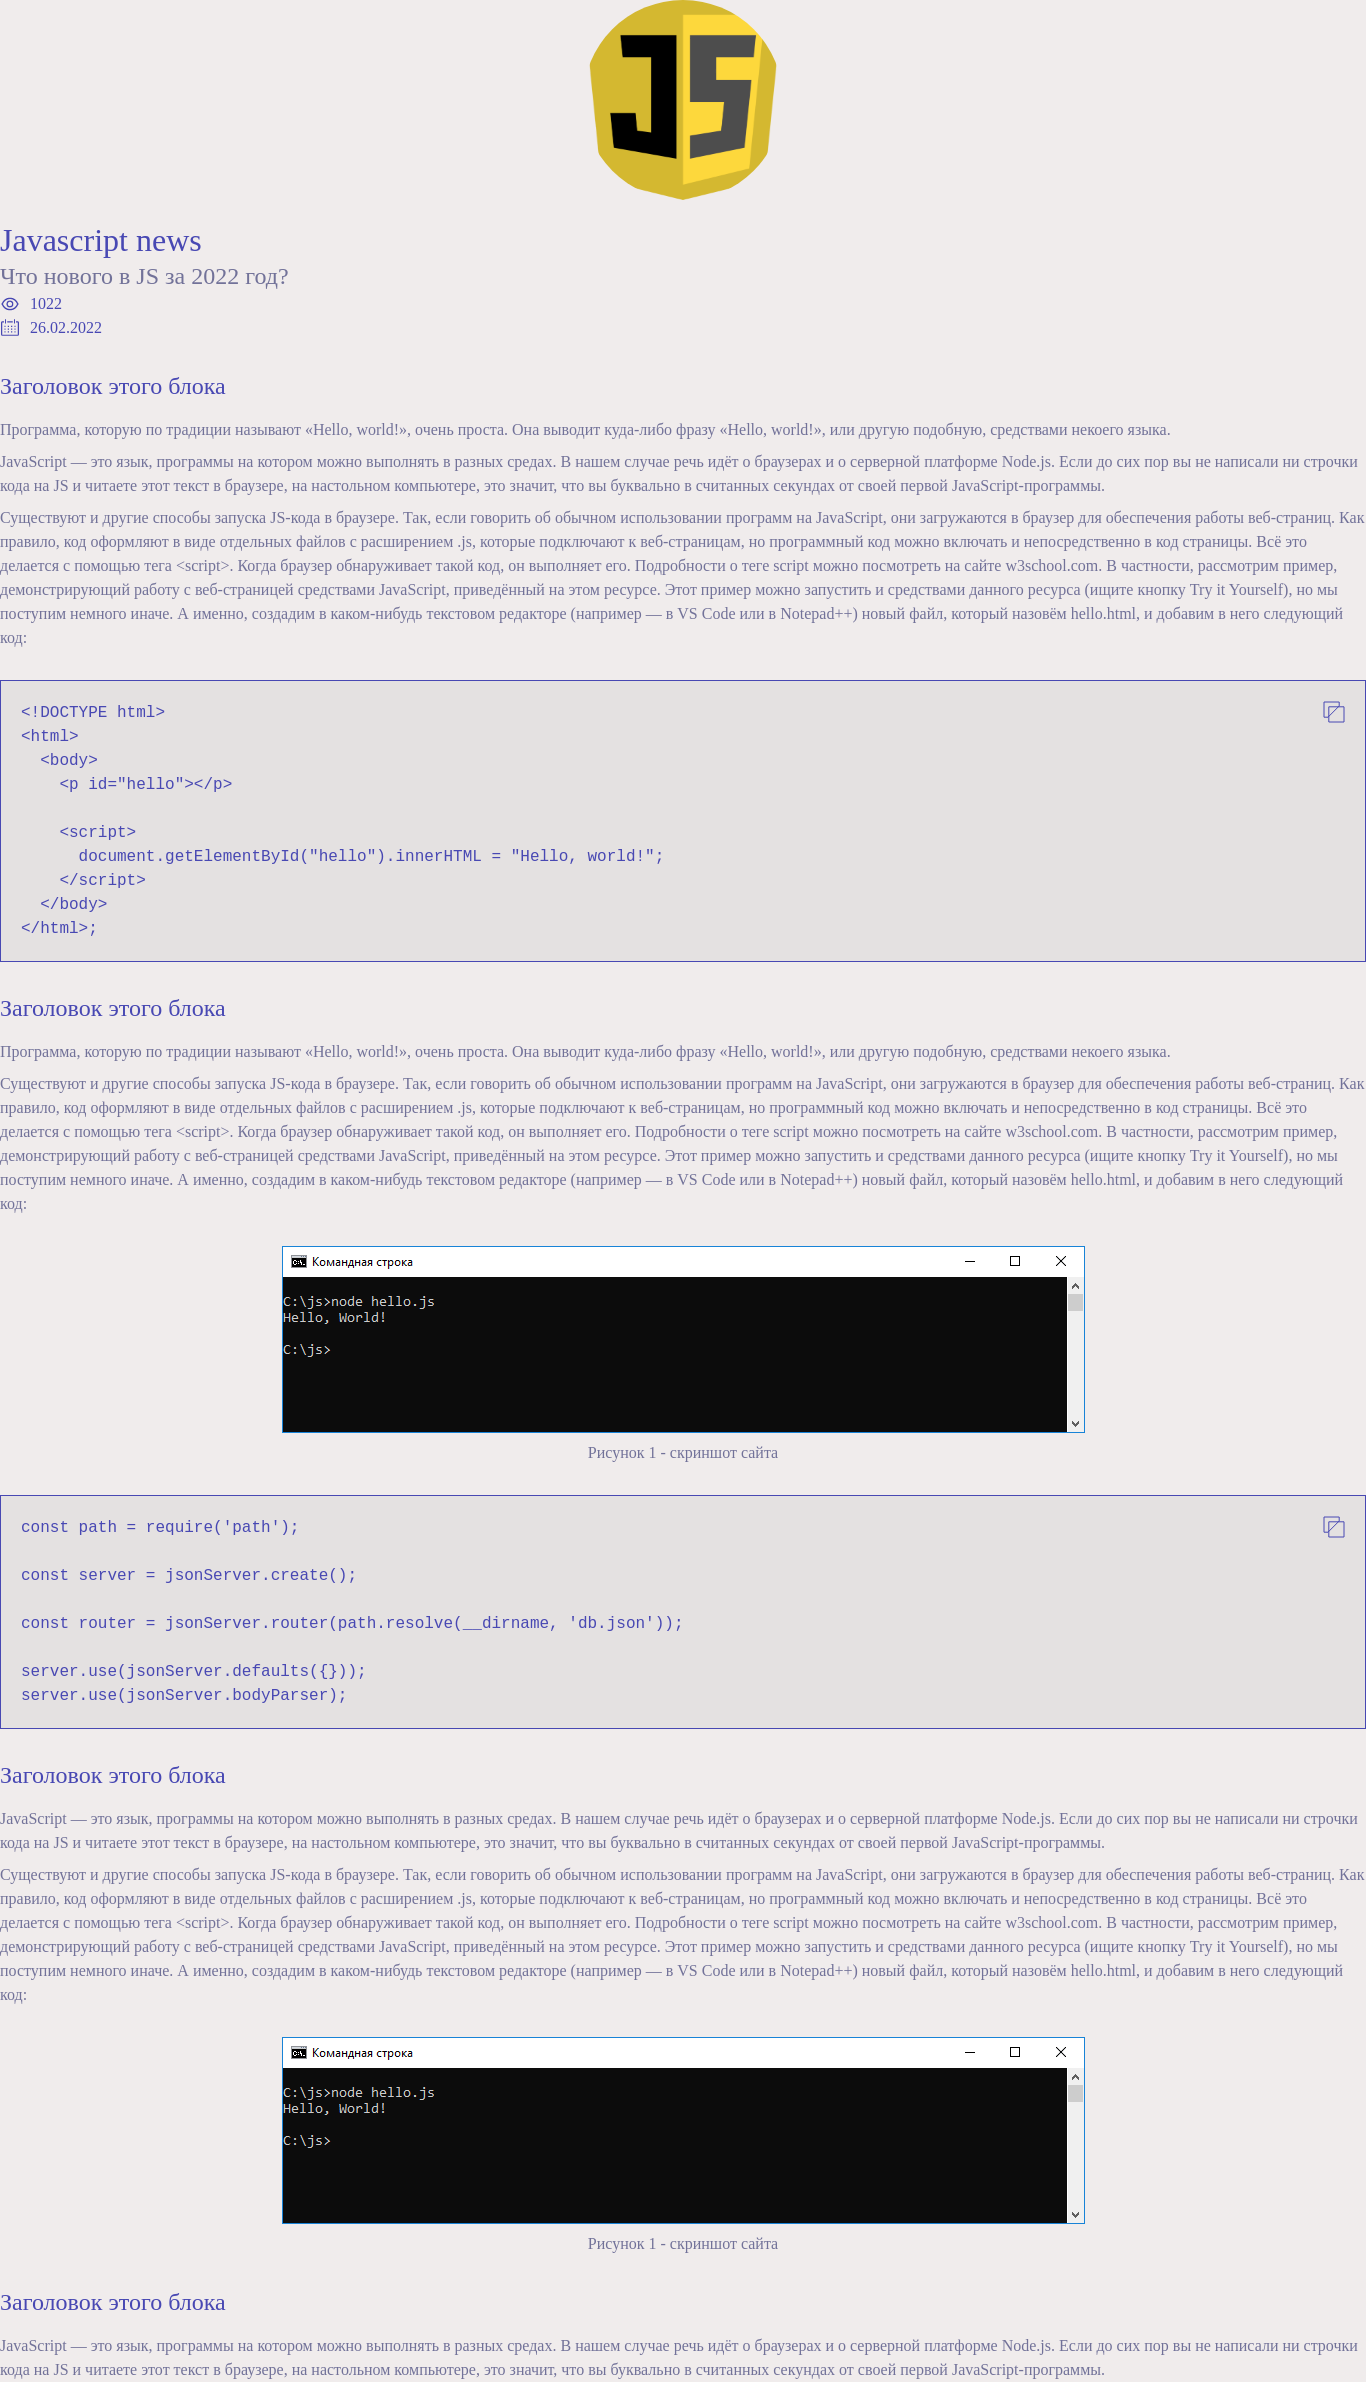 JS
Javascript news
Что нового в JS за 2022 год?
1022
26.02.2022
Заголовок этого блока
Программа, которую по традиции называют «Hello, world!», очень проста. Она выводит куда-либо фразу «Hello, world!», или другую подобную, средствами некоего языка.
JavaScript — это язык, программы на котором можно выполнять в разных средах. В нашем случае речь идёт о браузерах и о серверной платформе Node.js. Если до сих пор вы не написали ни строчки
кода на JS и читаете этот текст в браузере, на настольном компьютере, это значит, что вы буквально в считанных секундах от своей первой JavaScript-программы.
Существуют и другие способы запуска JS-кода в браузере. Так, если говорить об обычном использовании программ на JavaScript, они загружаются в браузер для обеспечения работы веб-страниц. Как
правило, код оформляют в виде отдельных файлов с расширением .js, которые подключают к веб-страницам, но программный код можно включать и непосредственно в код страницы. Всё это
делается с помощью тега <script>. Когда браузер обнаруживает такой код, он выполняет его. Подробности о теге script можно посмотреть на сайте w3school.com. В частности, рассмотрим пример,
демонстрирующий работу с веб-страницей средствами JavaScript, приведённый на этом ресурсе. Этот пример можно запустить и средствами данного ресурса (ищите кнопку Try it Yourself), но мы
поступим немного иначе. А именно, создадим в каком-нибудь текстовом редакторе (например — в VS Code или в Notepad++) новый файл, который назовём hello.html, и добавим в него следующий
код:
<!DOCTYPE html>
<html>
  <body>
    <p id="hello"></p>
    <script>
      document.getElementById("hello").innerHTML = "Hello, world!";
    </script>
  </body>
</html>;
Заголовок этого блока
Программа, которую по традиции называют «Hello, world!», очень проста. Она выводит куда-либо фразу «Hello, world!», или другую подобную, средствами некоего языка.
Существуют и другие способы запуска JS-кода в браузере. Так, если говорить об обычном использовании программ на JavaScript, они загружаются в браузер для обеспечения работы веб-страниц. Как
правило, код оформляют в виде отдельных файлов с расширением .js, которые подключают к веб-страницам, но программный код можно включать и непосредственно в код страницы. Всё это
делается с помощью тега <script>. Когда браузер обнаруживает такой код, он выполняет его. Подробности о теге script можно посмотреть на сайте w3school.com. В частности, рассмотрим пример,
демонстрирующий работу с веб-страницей средствами JavaScript, приведённый на этом ресурсе. Этот пример можно запустить и средствами данного ресурса (ищите кнопку Try it Yourself), но мы
поступим немного иначе. А именно, создадим в каком-нибудь текстовом редакторе (например — в VS Code или в Notepad++) новый файл, который назовём hello.html, и добавим в него следующий
код:
Командная строка
C:\js>node hello.js
Hello, World!
C:\js>
Рисунок 1 - скриншот сайта
const path = require('path');
const server = jsonServer.create();
const router = jsonServer.router(path.resolve(__dirname, 'db.json'));
server.use(jsonServer.defaults({}));
server.use(jsonServer.bodyParser);
Заголовок этого блока
JavaScript — это язык, программы на котором можно выполнять в разных средах. В нашем случае речь идёт о браузерах и о серверной платформе Node.js. Если до сих пор вы не написали ни строчки
кода на JS и читаете этот текст в браузере, на настольном компьютере, это значит, что вы буквально в считанных секундах от своей первой JavaScript-программы.
Существуют и другие способы запуска JS-кода в браузере. Так, если говорить об обычном использовании программ на JavaScript, они загружаются в браузер для обеспечения работы веб-страниц. Как
правило, код оформляют в виде отдельных файлов с расширением .js, которые подключают к веб-страницам, но программный код можно включать и непосредственно в код страницы. Всё это
делается с помощью тега <script>. Когда браузер обнаруживает такой код, он выполняет его. Подробности о теге script можно посмотреть на сайте w3school.com. В частности, рассмотрим пример,
демонстрирующий работу с веб-страницей средствами JavaScript, приведённый на этом ресурсе. Этот пример можно запустить и средствами данного ресурса (ищите кнопку Try it Yourself), но мы
поступим немного иначе. А именно, создадим в каком-нибудь текстовом редакторе (например — в VS Code или в Notepad++) новый файл, который назовём hello.html, и добавим в него следующий
код:
Командная строка
C:\js>node hello.js
Hello, World!
C:\js>
Рисунок 1 - скриншот сайта
Заголовок этого блока
JavaScript — это язык, программы на котором можно выполнять в разных средах. В нашем случае речь идёт о браузерах и о серверной платформе Node.js. Если до сих пор вы не написали ни строчки
кода на JS и читаете этот текст в браузере, на настольном компьютере, это значит, что вы буквально в считанных секундах от своей первой JavaScript-программы.